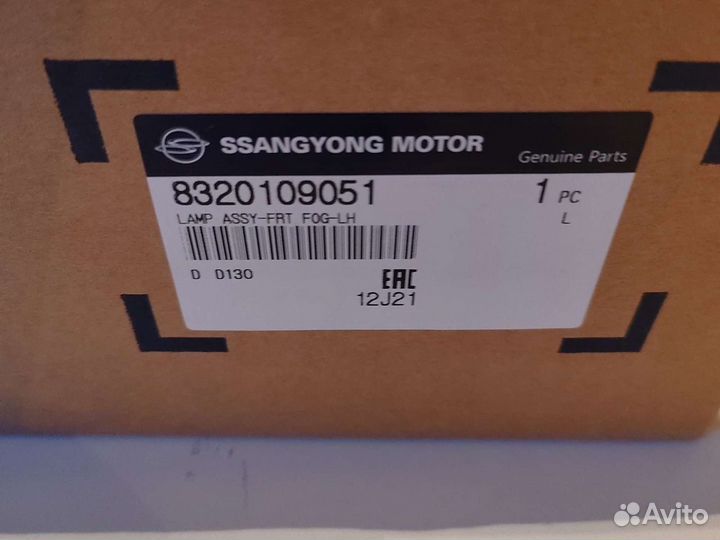 SSANGYONG MOTOR
Genuine Parts
8320109051 1 PC
LAMP ASSY-FRT FOG-LH L
D D130
EAC
12J21
Avito